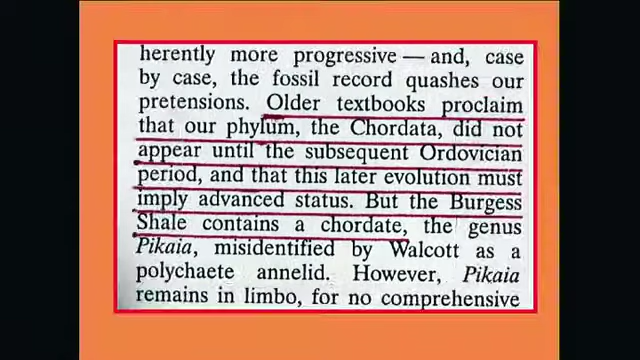 herently more progressive — and, case
by case, the fossil record quashes our
pretensions. Older textbooks proclaim
that our phylum, the Chordata, did not
appear until the subsequent Ordovician
period, and that this later evolution must
imply advanced status. But the Burgess
Shale contains a chordate, the genus
Pikaia, misidentified by Walcott as a
polychaete annelid. However, Pikaia
remains in limbo, for no comprehensive